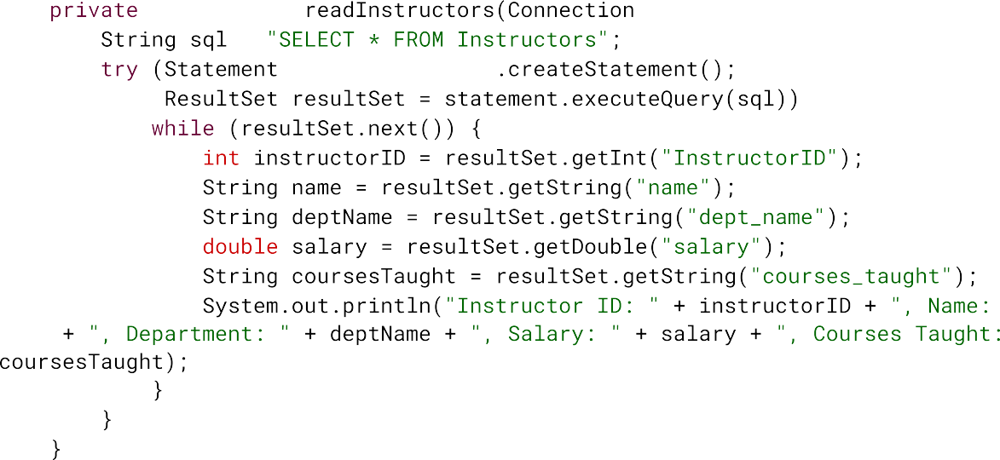 private readInstructors(Connection
String sql "SELECT * FROM Instructors";
try (Statement .createStatement();
ResultSet resultSet = statement.executeQuery(sql))
while (resultSet.next()) {
int instructorID = resultSet.getInt("InstructorID");
String name = resultSet.getString("name");
String deptName = resultSet.getString("dept_name");
double salary = resultSet.getDouble("salary");
String coursesTaught = resultSet.getString("courses_taught");
System.out.println("Instructor ID: " + instructorID + ", Name:
+ ", Department: " + deptName + ", Salary: " + salary + ", Courses Taught:
coursesTaught);
}
}
}